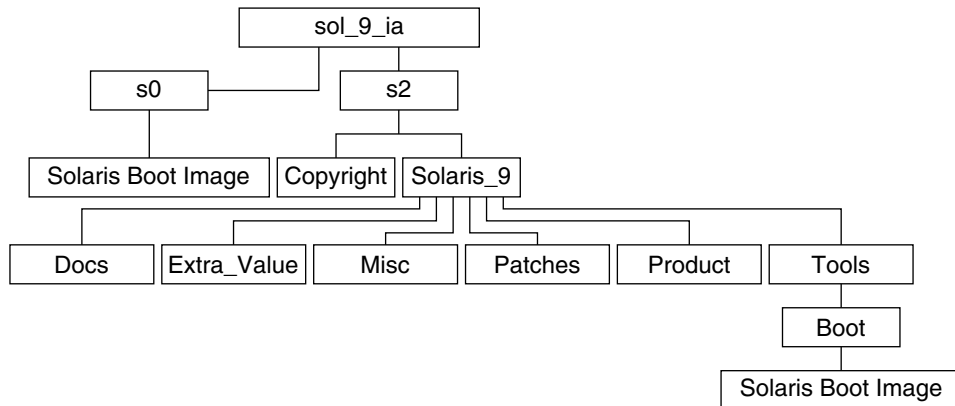 sol_9_ia
s0
s2
Solaris Boot Image
Copyright
Solaris_9
Docs
Extra_Value
Misc
Patches
Product
Tools
Boot
Solaris Boot Image